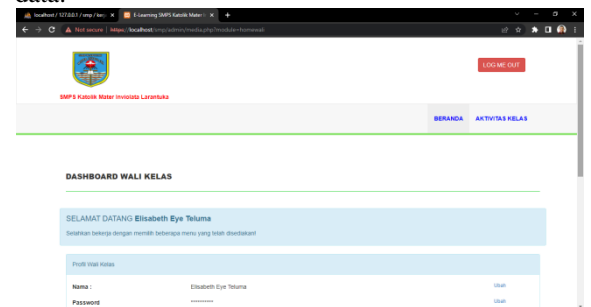 data.
localhost / 127.0.0.1 / smp / kerj
E-Learning SMPS Katolik Mater In
Not secure | https://localhost/smp/admin/media.php?module=homewali
LOG ME OUT
SMPS Katolik Mater Inviolata Larantuka
BERANDA AKTIVITAS KELAS
DASHBOARD WALI KELAS
SELAMAT DATANG Elisabeth Eye Teluma
Silahkan bekerja dengan memilih beberapa menu yang telah disediakan!
Profil Wali Kelas
Nama : Elisabeth Eye Teluma Ubah
Password ********** Ubah